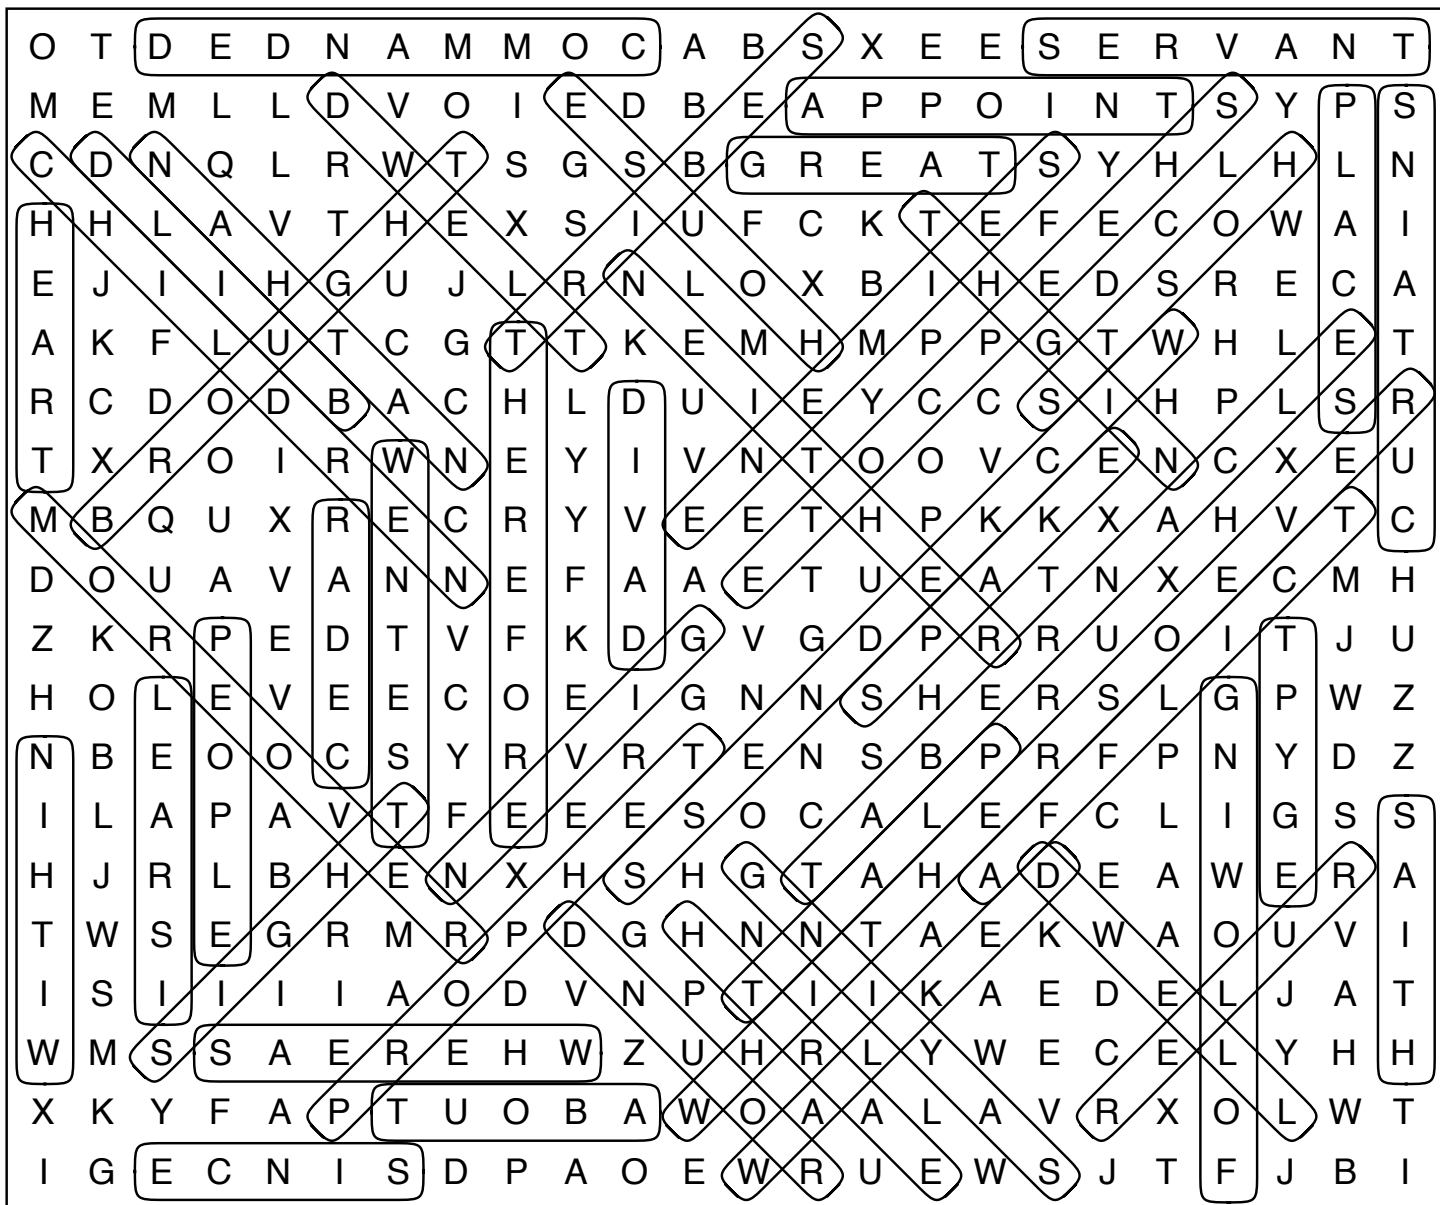 O T D E D N A M M O C A B S X E E S E R V A N T
M E M L L D V O I E D B E A P P O I N T S Y P S
C D N Q L R W T S G S B G R E A T S Y H L H L N
H H L A V T H E X S I U F C K T E F E C O W A I
E J I I H G U J L R N L O X B I H E D S R E C A
A K F L U T C G T T K E M H M P P G T W H L E T
R C D O D B A C H L D U I E Y C C S I H P L S R
T X R O I R W N E Y I V N T O O V C E N C X E U
M B Q U X R E C R Y V E E T H P K K X A H V T C
D O U A V A N N E F A A E T U E A T N X E C M H
Z K R P E D T V F K D G V G D P R R U O I T J U
H O L E V E E C O E I G N N S H E R S L G P W Z
N B E O O C S Y R V R T E N S B P R F P N Y D Z
I L A P A V T F E E E S O C A L E F C L I G S S
H J R L B H E N X H S H G T A H A D E A W E R A
T W S E G R M R P D G H N N T A E K W A O U V I
I S I I I I A O D V N P T I I K A E D E L J A T
W M S S A E R E H W Z U H R L Y W E C E L Y H H
X K Y F A P T U O B A W O A A L A V R X O L W T
I G E C N I S D P A O E W R U E W S J T F J B I